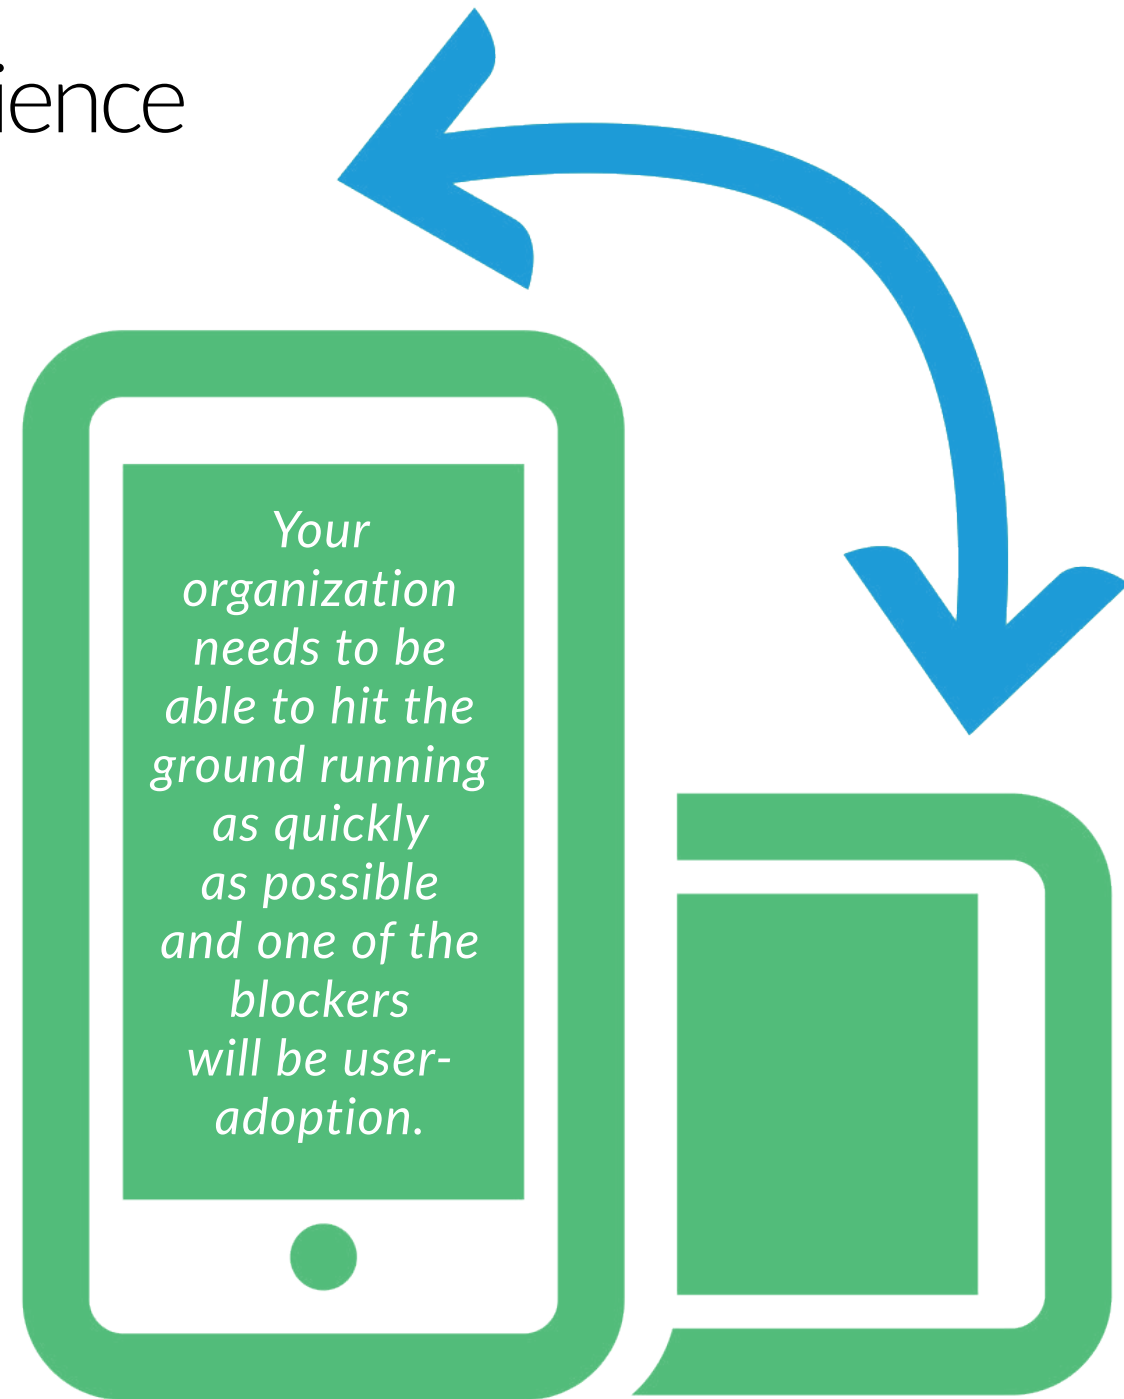 ience
Your
organization
needs to be
able to hit the
ground running
as quickly
as possible
and one of the
blockers
will be user-
adoption.